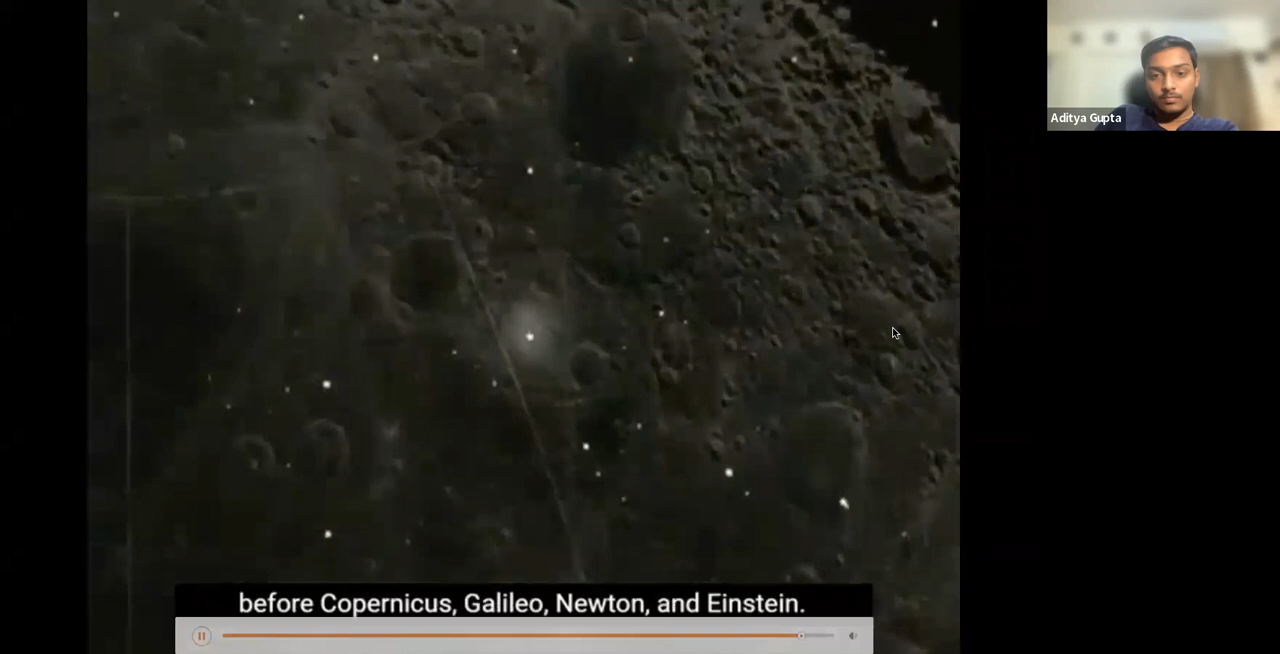 Aditya Gupta
before Copernicus, Galileo, Newton, and Einstein.